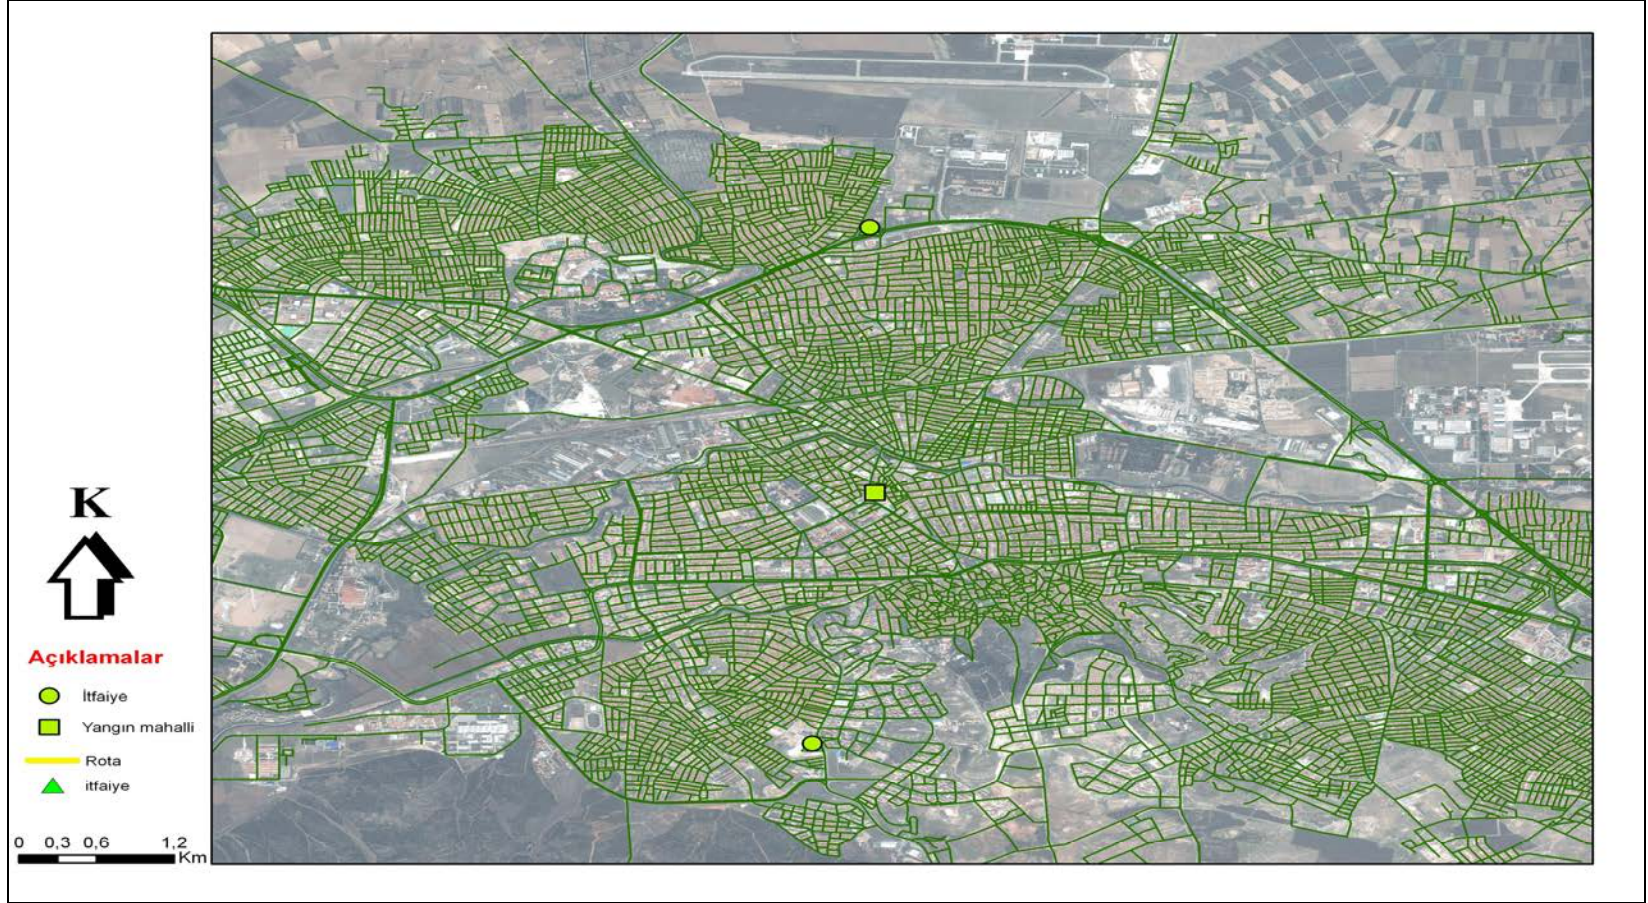 K
Açıklamalar
İtfaiye
Yangın mahalli
Rota
itfaiye
0 0,3 0,6 1,2
Km